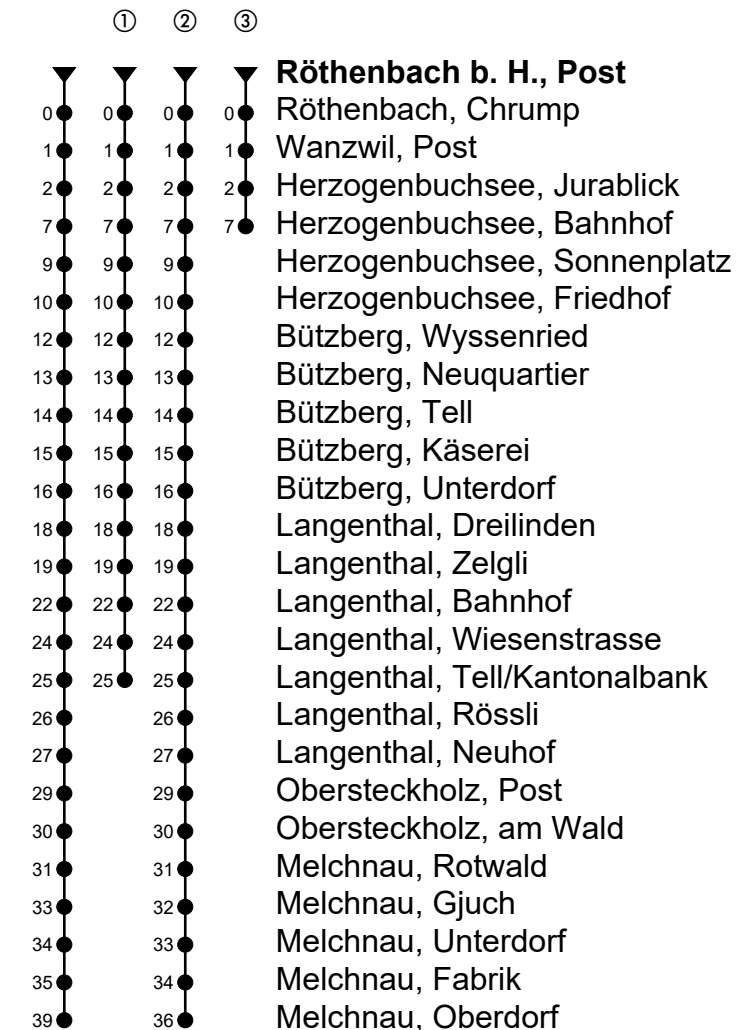 ① ② ③
Röthenbach b. H., Post
0 0 0 0 Röthenbach, Chrump
1 1 1 1 Wanzwil, Post
2 2 2 2 Herzogenbuchsee, Jurablick
7 7 7 7 Herzogenbuchsee, Bahnhof
9 9 9 Herzogenbuchsee, Sonnenplatz
10 10 10 Herzogenbuchsee, Friedhof
12 12 12 Bützberg, Wyssenried
13 13 13 Bützberg, Neuquartier
14 14 14 Bützberg, Tell
15 15 15 Bützberg, Käserei
16 16 16 Bützberg, Unterdorf
18 18 18 Langenthal, Dreilinden
19 19 19 Langenthal, Zelgli
22 22 22 Langenthal, Bahnhof
24 24 24 Langenthal, Wiesenstrasse
25 25 25 Langenthal, Tell/Kantonalbank
26 26 Langenthal, Rössli
27 27 Langenthal, Neuhof
29 29 Obersteckholz, Post
30 30 Obersteckholz, am Wald
31 31 Melchnau, Rotwald
33 32 Melchnau, Gjuch
34 33 Melchnau, Unterdorf
35 34 Melchnau, Fabrik
39 36 Melchnau, Oberdorf